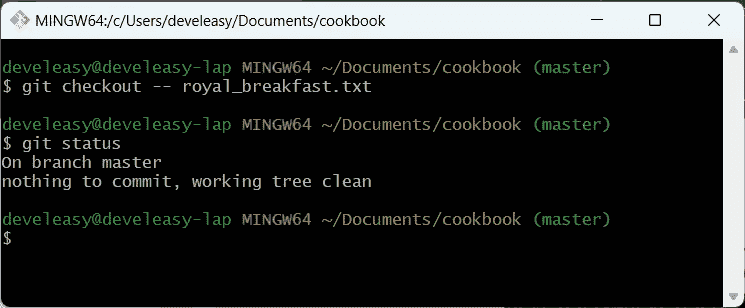 MINGW64:/c/Users/develeasy/Documents/cookbook
develeasy@develeasy-lap MINGW64 ~/Documents/cookbook (master)
$ git checkout -- royal_breakfast.txt
develeasy@develeasy-lap MINGW64 ~/Documents/cookbook (master)
$ git status
On branch master
nothing to commit, working tree clean
develeasy@develeasy-lap MINGW64 ~/Documents/cookbook (master)
$